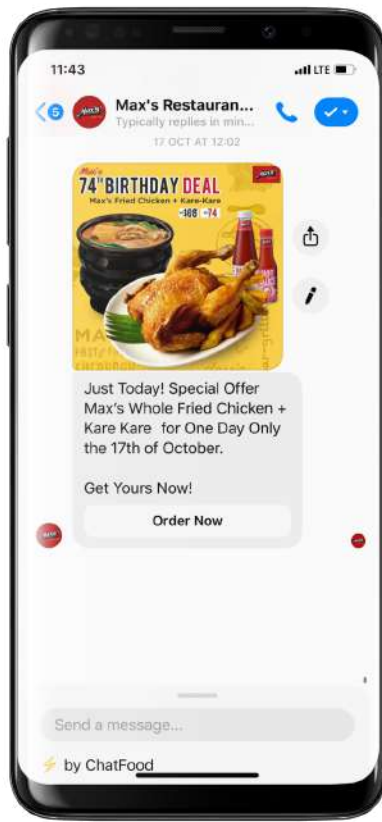 11:43
LTE
5
Max's Restauran...
Typically replies in min...
17 OCT AT 12:02
Max's
74TH BIRTHDAY DEAL
Max's Fried Chicken + Kare-Kare
74
Just Today! Special Offer
Max's Whole Fried Chicken +
Kare Kare for One Day Only
the 17th of October.
Get Yours Now!
Order Now
Send a message...
by ChatFood